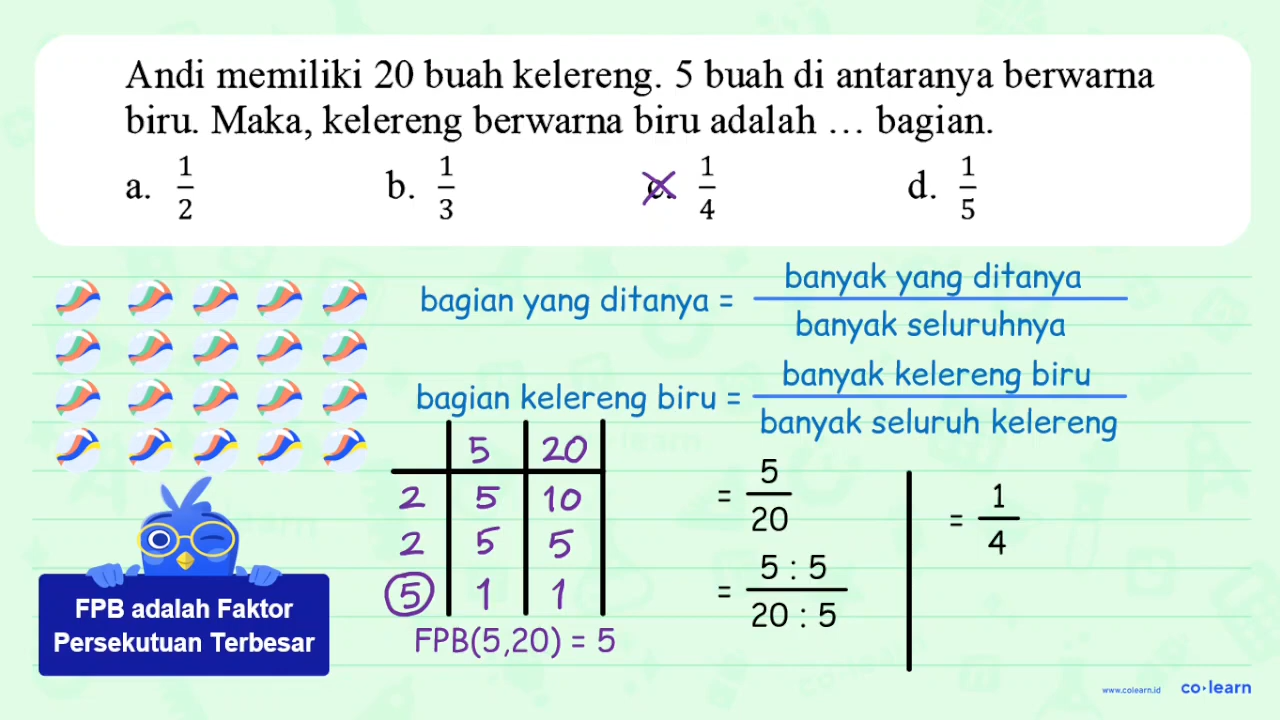 Andi memiliki 20 buah kelereng. 5 buah di antaranya berwarna
biru. Maka, kelereng berwarna biru adalah … bagian.
a. 1/2 b. 1/3 c. 1/4 d. 1/5
bagian yang ditanya = banyak yang ditanya / banyak seluruhnya
bagian kelereng biru = banyak kelereng biru / banyak seluruh kelereng
5 20
2 5 10
2 5 5
5 1 1
FPB(5,20) = 5
= 5/20
= 5 : 5 / 20 : 5
= 1/4
FPB adalah Faktor
Persekutuan Terbesar
www.colearn.id co·learn